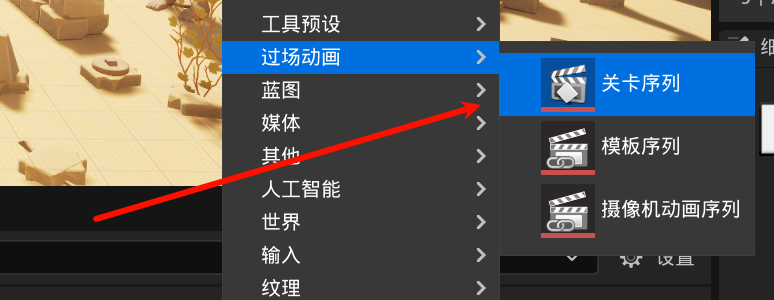 工具预设
过场动画
关卡序列
蓝图
媒体
模板序列
其他
人工智能
摄像机动画序列
世界
输入
设置
纹理